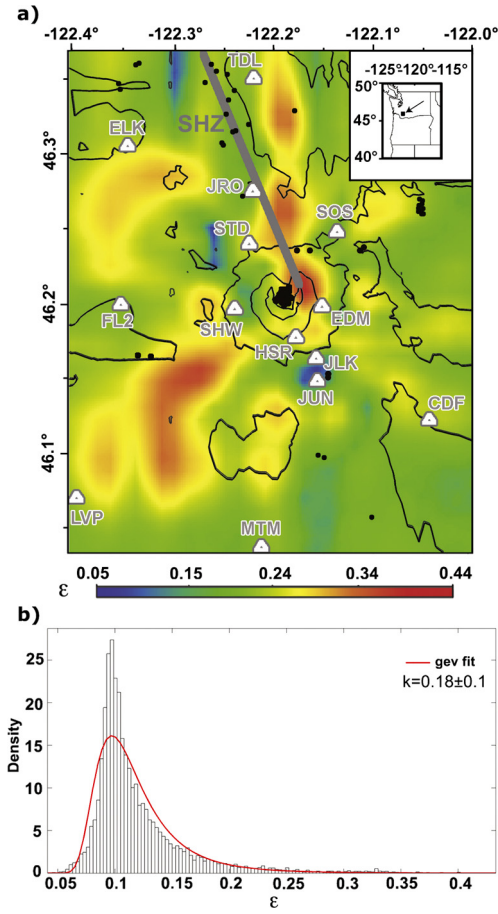 a)
-122.4 -122.3 -122.2 -122.1 -122.0
TDL
-125° -120° -115°
50°
45°
40°
SHZ
ELK
46.3°
JRO
SOS
STD
46.2°
FL2
SHW
EDM
HSR
JLK
JUN
CDF
46.1°
LVP
MTM
ε 0.05 0.15 0.24 0.34 0.44
b)
25
gev fit
k=0.18±0.1
20
Density
15
10
5
0
0.05 0.1 0.15 0.2 0.25 0.3 0.35 0.4
ε